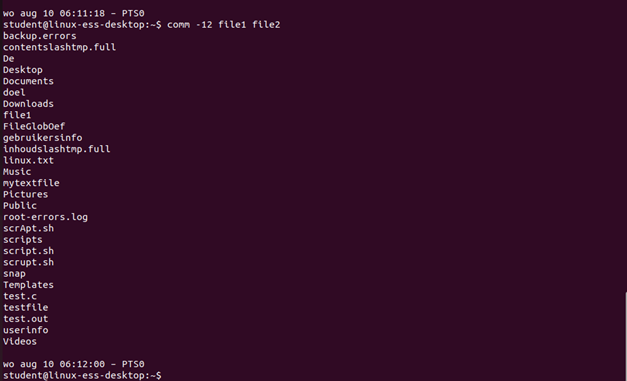 wo aug 10 06:11:18 – PTS0
student@linux-ess-desktop:~$ comm -12 file1 file2
backup.errors
contentslashtmp.full
De
Desktop
Documents
doel
Downloads
file1
FileGlobOef
gebruikersinfo
inhoudslashtmp.full
linux.txt
Music
mytextfile
Pictures
Public
root-errors.log
scrApt.sh
scripts
script.sh
scrupt.sh
snap
Templates
test.c
testfile
test.out
userinfo
Videos
wo aug 10 06:12:00 – PTS0
student@linux-ess-desktop:~$